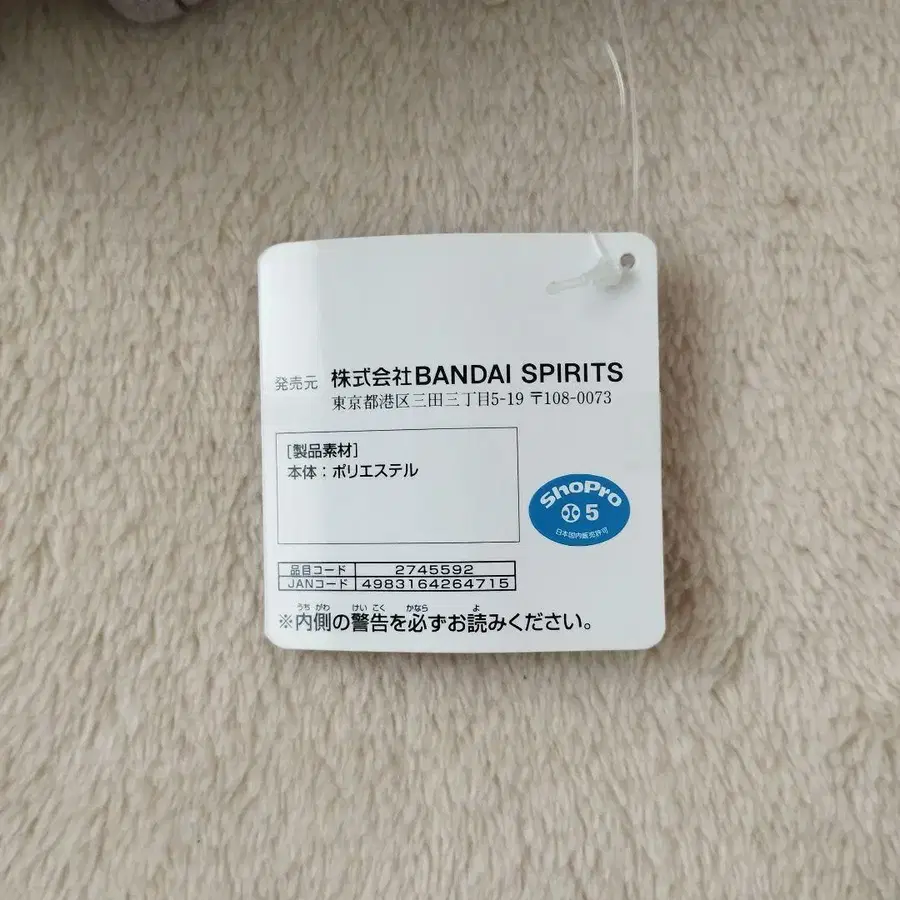 発売元 株式会社BANDAI SPIRITS
東京都港区三田三丁目5-19 〒108-0073
[製品素材]
本体:ポリエステル
ShoPro
5
日本国内販売許可
品目コード 2745592
JANコード 4983164264715
うち がわ けい こく かなら よ
※内側の警告を必ずお読みください。